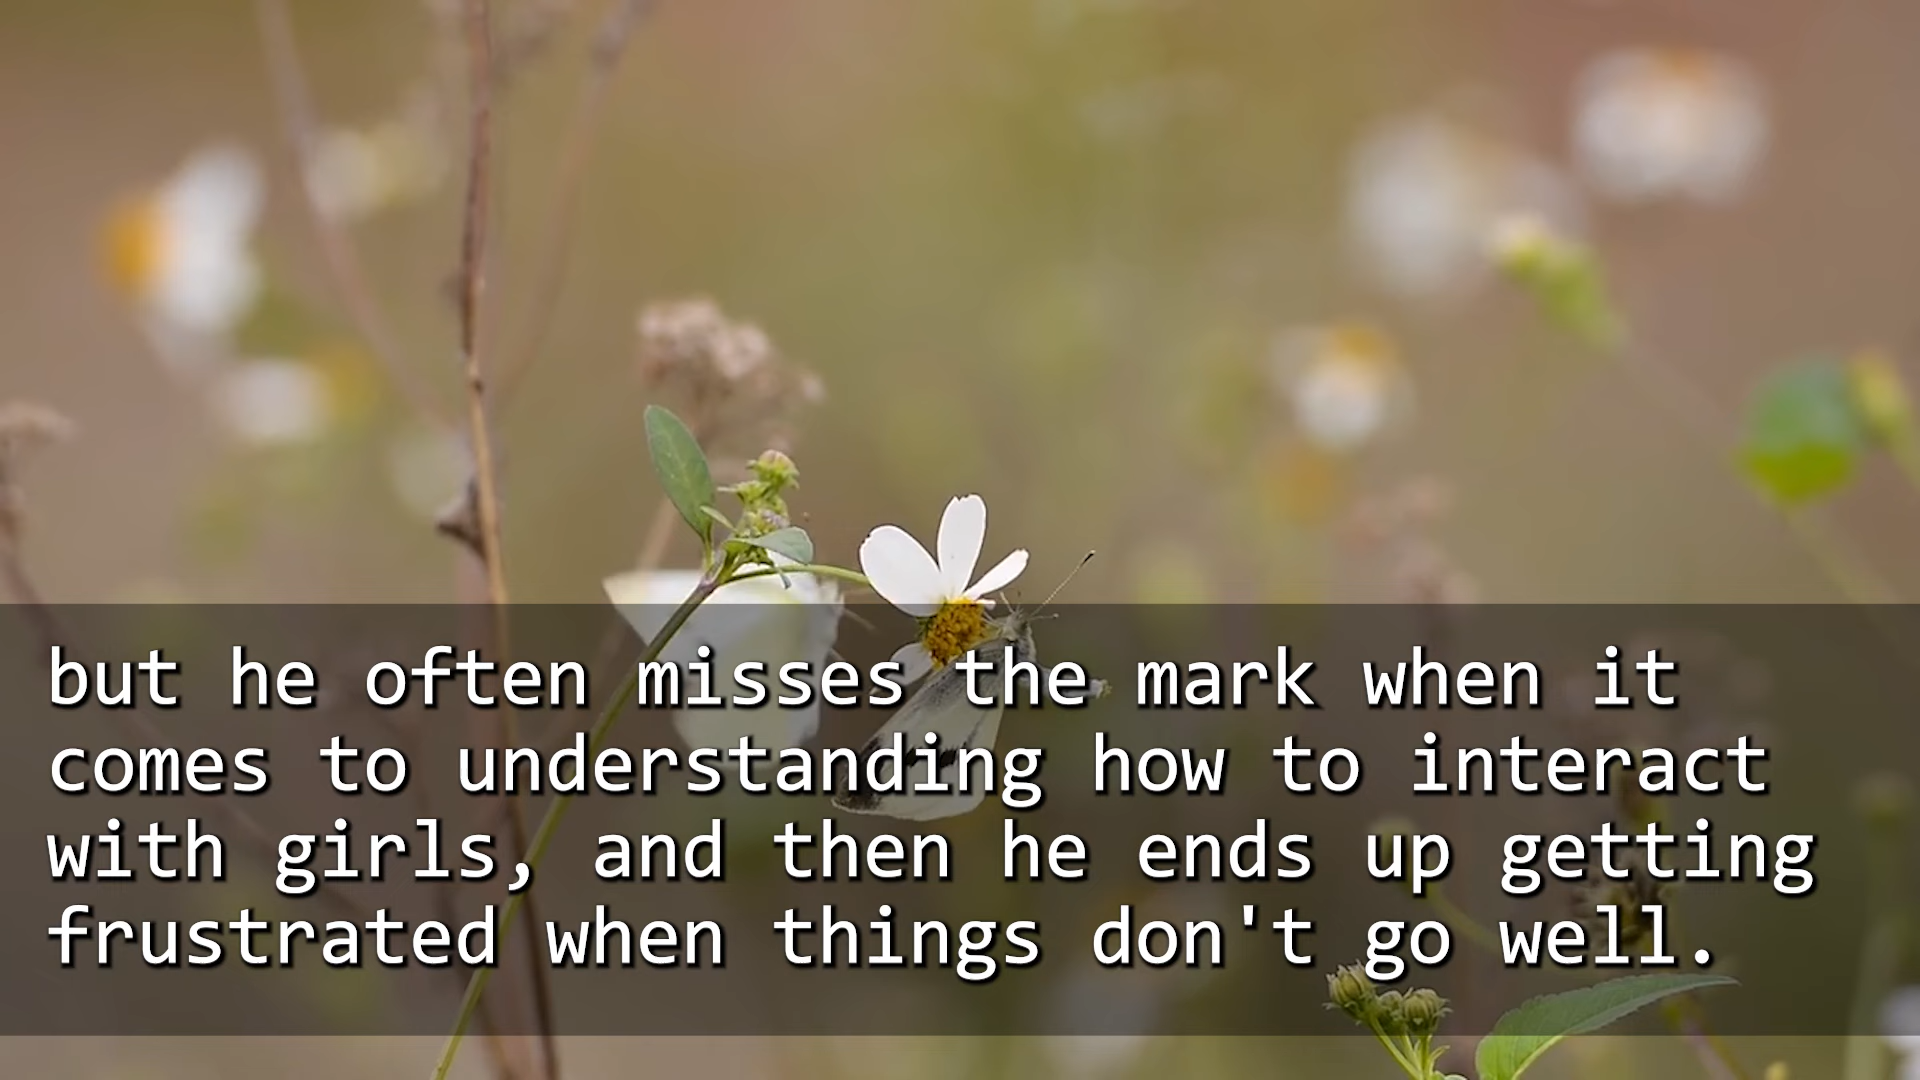 but he often misses the mark when it
comes to understanding how to interact
with girls, and then he ends up getting
frustrated when things don't go well.